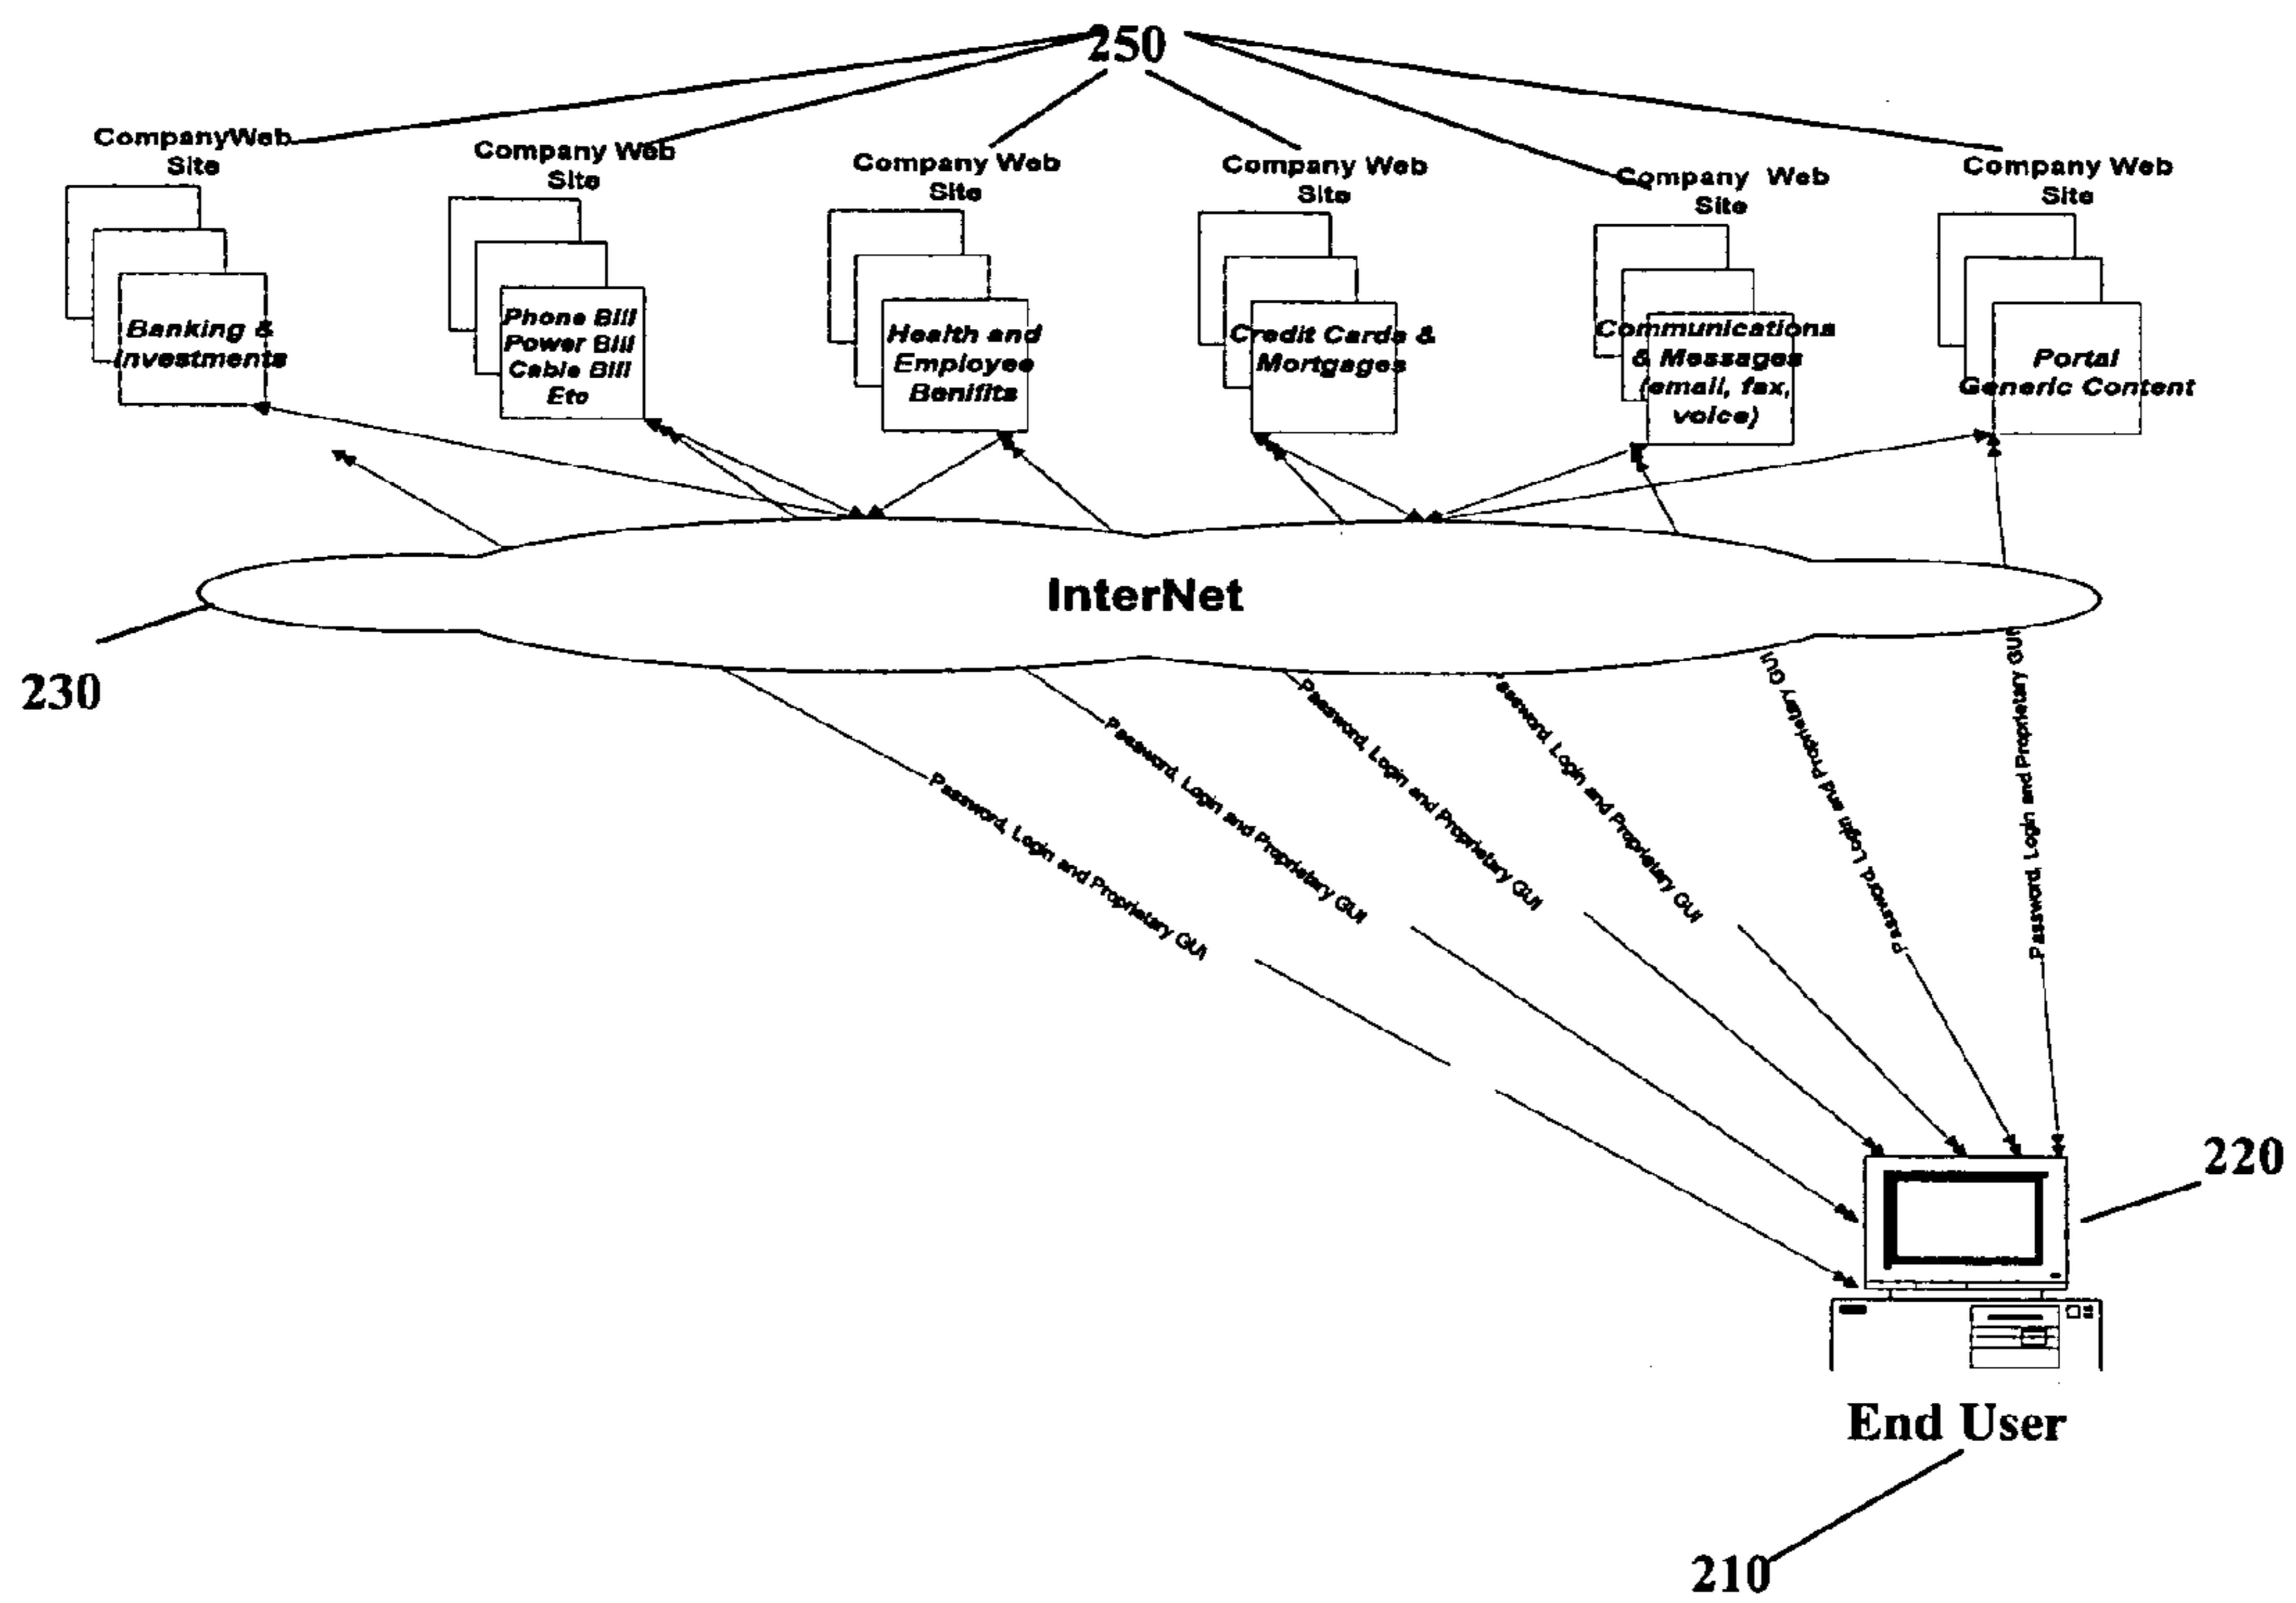 250
CompanyWeb
Site
Company Web
Site
Company Web
Site
Company Web
Site
Company Web
Site
Company Web
Site
Banking &
Investments
Phone Bill
Power Bill
Cable Bill
Etc
Health and
Employee
Benifits
Credit Cards &
Mortgages
Communications
& Messages
(email, fax,
voice)
Portal
Generic Content
InterNet
230
Password, Login and Proprietary GUI
Password, Login and Proprietary GUI
Password, Login and Proprietary GUI
assword, Login and Proprietary GUI
Password, Login and Proprietary GUI
Password, Login and Proprietary GUI
220
End User
210